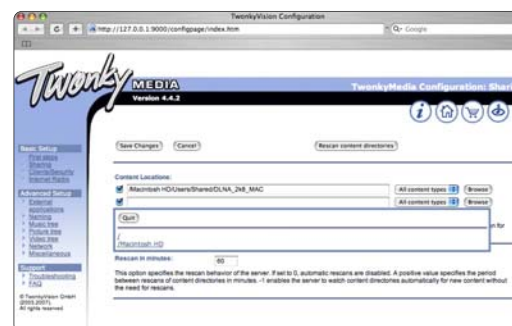 TwonkyVision Configuration
http://127.0.0.1:9000/configpage/index.htm
Google
Twonky MEDIA
Version 4.4.2
TwonkyMedia Configuration: Shari
Save Changes
Cancel
Rescan content directories
Basic Setup
First steps
Sharing
Clients/Security
Internet Radio
Advanced Setup
External applications
Naming
Music tree
Picture tree
Video tree
Network
Miscellaneous
Support
Troubleshooting
FAQ
© TwonkyVision GmbH
(2003,2007).
All rights reserved
Content Locations:
/Macintosh HD/Users/Shared/DLNA_2k8_MAC
All content types
Browse
All content types
Browse
Quit
/
/Macintosh HD
n for
Rescan in minutes:
60
This option specifies the rescan behavior of the server. If set to 0, automatic rescans are disabled. A positive value specifies the period
between rescans of content directories in minutes. -1 enables the server to watch content directories automatically for new content without
the need for rescans.